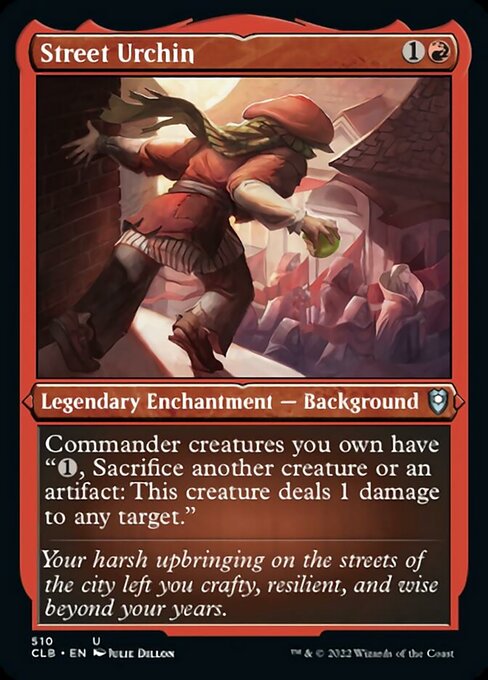 Street Urchin 1
Legendary Enchantment — Background
Commander creatures you own have
“1, Sacrifice another creature or an
artifact: This creature deals 1 damage
to any target.”
Your harsh upbringing on the streets of
the city left you crafty, resilient, and wise
beyond your years.
510 U
CLB • EN Julie Dillon ™ & © 2022 Wizards of the Coast